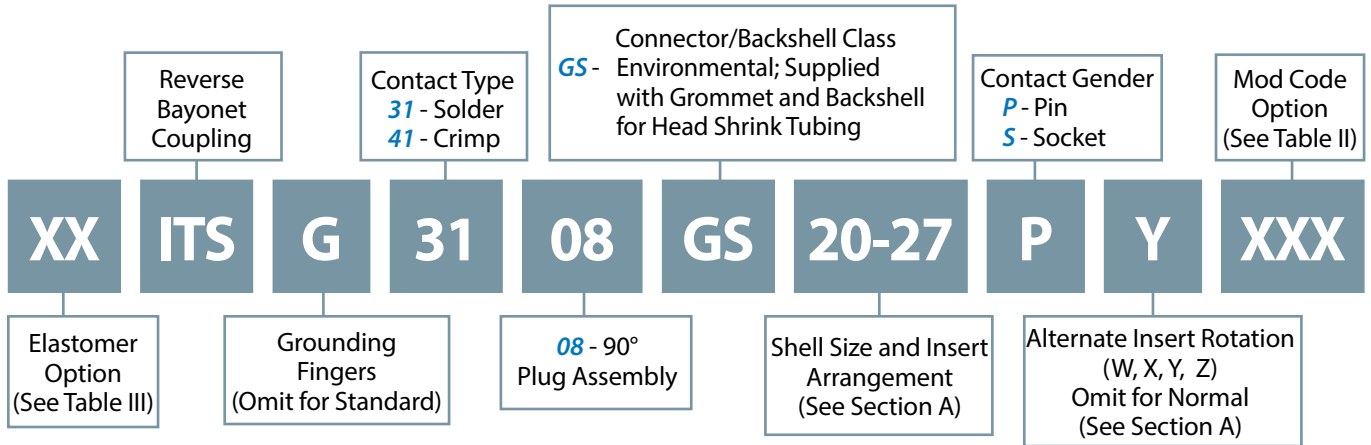 Reverse
Bayonet
Coupling
Contact Type
31 - Solder
41 - Crimp
Connector/Backshell Class
GS - Environmental; Supplied
with Grommet and Backshell
for Head Shrink Tubing
Contact Gender
P - Pin
S - Socket
Mod Code
Option
(See Table II)
XX ITS G 31 08 GS 20-27 P Y XXX
Elastomer
Option
(See Table III)
Grounding
Fingers
(Omit for Standard)
08 - 90°
Plug Assembly
Shell Size and Insert
Arrangement
(See Section A)
Alternate Insert Rotation
(W, X, Y, Z)
Omit for Normal
(See Section A)